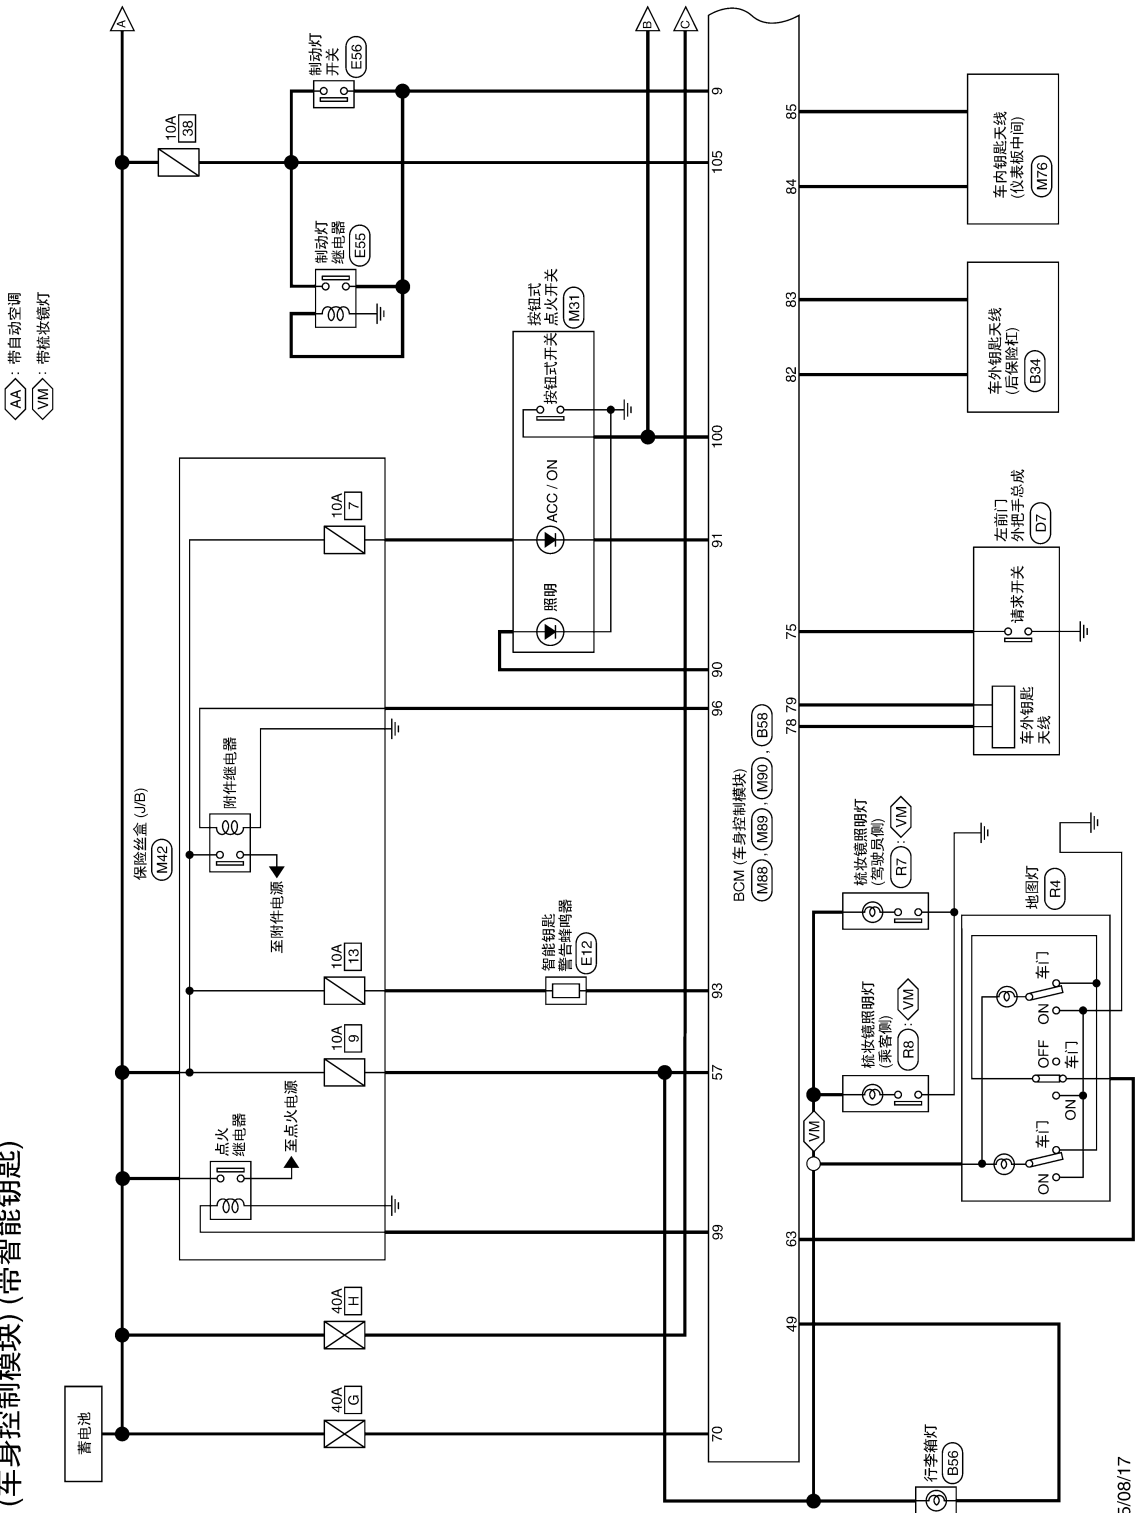 (车身控制模块) (带智能钥匙)
AA : 带自动空调
VM : 带梳妆镜灯
蓄电池
A
B
C
40A
G
40A
H
10A
9
10A
13
10A
7
10A
38
点火
继电器
至点火电源
保险丝盒 (J/B)
M42
附件继电器
至附件电源
智能钥匙
警告蜂鸣器
E12
制动灯
继电器
E55
制动灯
开关
E56
按钮式
点火开关
M31
照明
ACC / ON
按钮式开关
70
99
57
93
96
90
91
100
105
9
BCM (车身控制模块)
M88 , M89 , M90 , B58
49
63
78
79
75
82
83
84
85
行李箱灯
B56
VM
梳妆镜照明灯
(乘客侧)
R8 : VM
梳妆镜照明灯
(驾驶员侧)
R7 : VM
地图灯
R4
ON
车门
ON
OFF
车门
ON
车门
左前门
外把手总成
D7
车外钥匙
天线
请求开关
车外钥匙天线
(后保险杠)
B34
车内钥匙天线
(仪表板中间)
M76
5/08/17